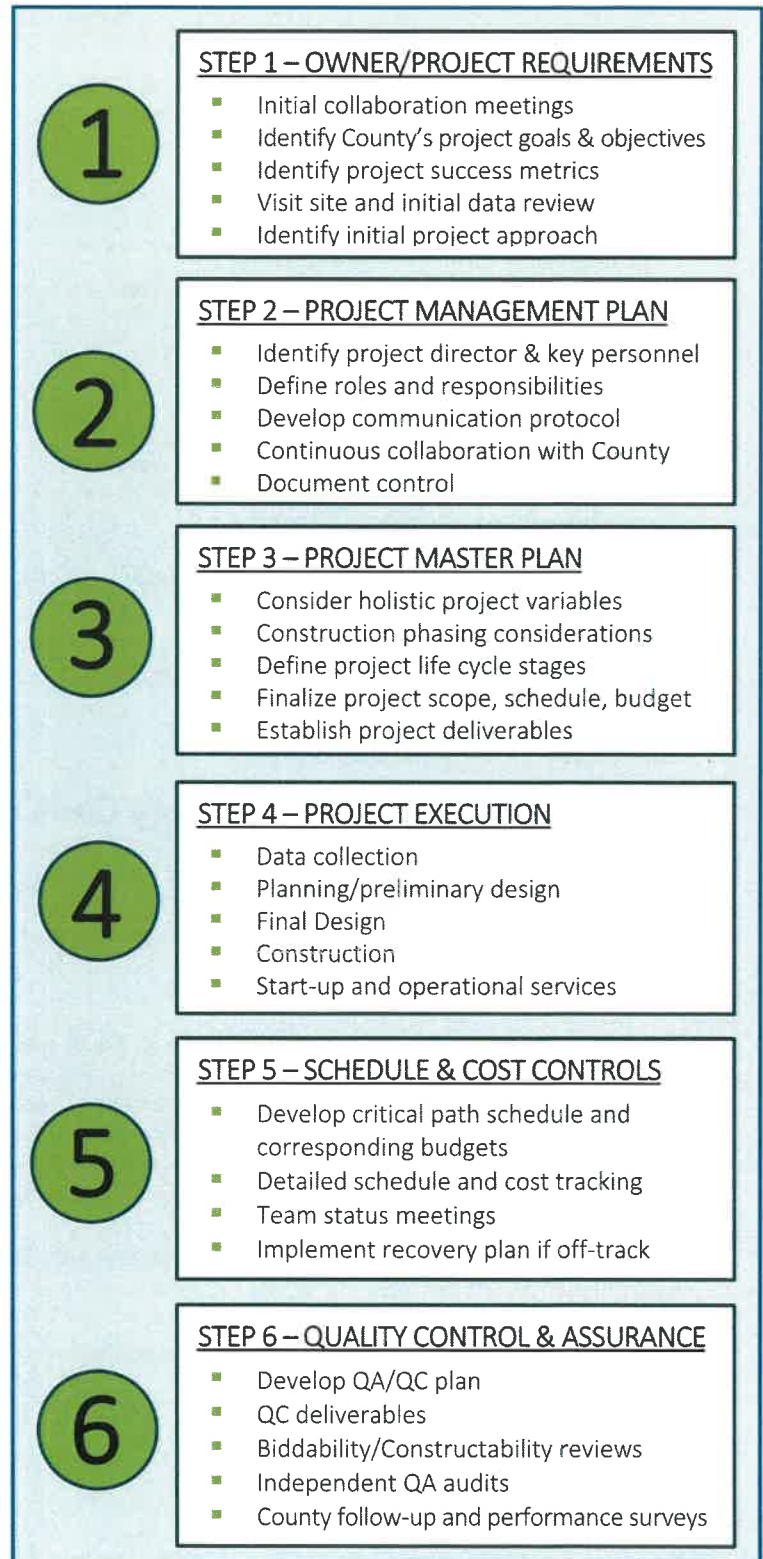 1
STEP 1 – OWNER/PROJECT REQUIREMENTS
▪ Initial collaboration meetings
▪ Identify County's project goals & objectives
▪ Identify project success metrics
▪ Visit site and initial data review
▪ Identify initial project approach
2
STEP 2 – PROJECT MANAGEMENT PLAN
▪ Identify project director & key personnel
▪ Define roles and responsibilities
▪ Develop communication protocol
▪ Continuous collaboration with County
▪ Document control
3
STEP 3 – PROJECT MASTER PLAN
▪ Consider holistic project variables
▪ Construction phasing considerations
▪ Define project life cycle stages
▪ Finalize project scope, schedule, budget
▪ Establish project deliverables
4
STEP 4 – PROJECT EXECUTION
▪ Data collection
▪ Planning/preliminary design
▪ Final Design
▪ Construction
▪ Start-up and operational services
5
STEP 5 – SCHEDULE & COST CONTROLS
▪ Develop critical path schedule and
corresponding budgets
▪ Detailed schedule and cost tracking
▪ Team status meetings
▪ Implement recovery plan if off-track
6
STEP 6 – QUALITY CONTROL & ASSURANCE
▪ Develop QA/QC plan
▪ QC deliverables
▪ Biddability/Constructability reviews
▪ Independent QA audits
▪ County follow-up and performance surveys